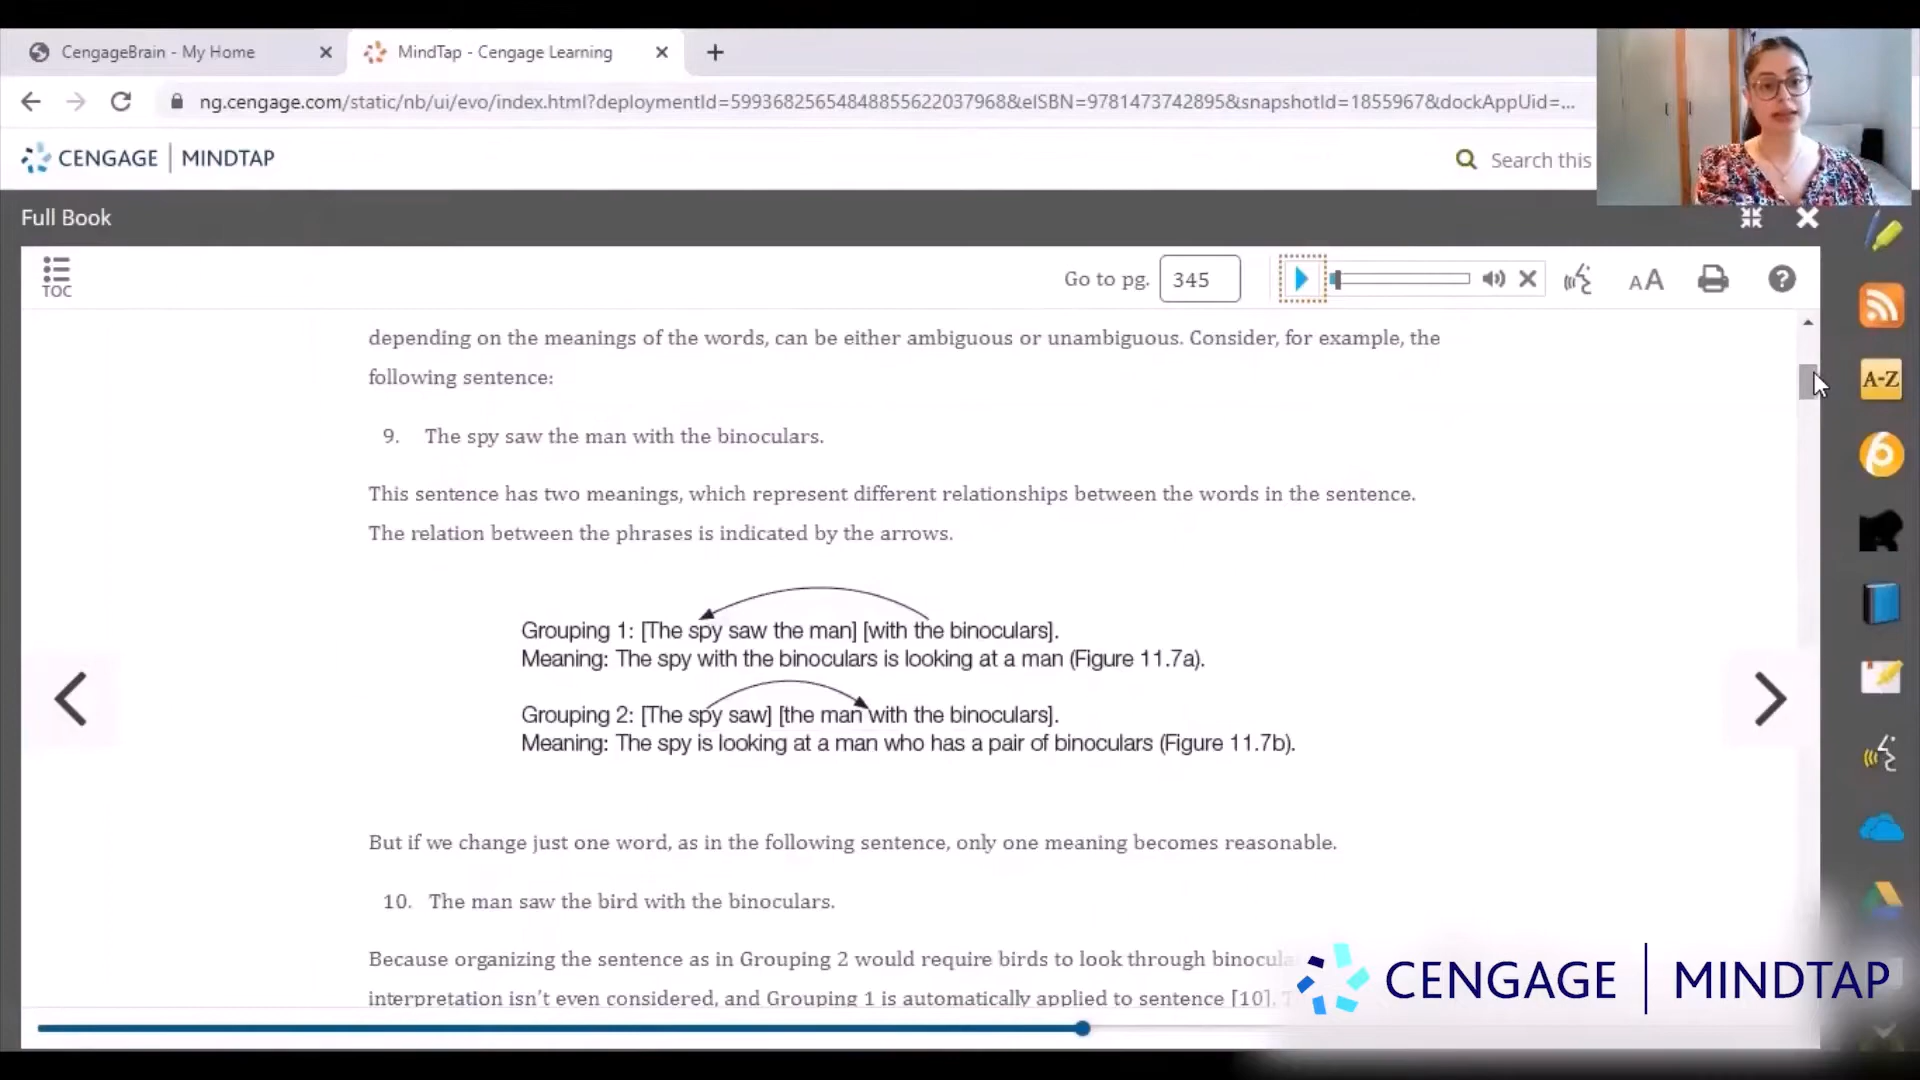 CengageBrain - My Home
MindTap - Cengage Learning
ng.cengage.com/static/nb/ui/evo/index.html?deploymentId=59936825654848855622037968&eISBN=9781473742895&snapshotId=1855967&dockAppUid=...
CENGAGE | MINDTAP
Search this
Full Book
TOC
Go to pg. 345
AA
?
A-Z
depending on the meanings of the words, can be either ambiguous or unambiguous. Consider, for example, the
following sentence:
9. The spy saw the man with the binoculars.
This sentence has two meanings, which represent different relationships between the words in the sentence.
The relation between the phrases is indicated by the arrows.
Grouping 1: [The spy saw the man] [with the binoculars].
Meaning: The spy with the binoculars is looking at a man (Figure 11.7a).
Grouping 2: [The spy saw] [the man with the binoculars].
Meaning: The spy is looking at a man who has a pair of binoculars (Figure 11.7b).
But if we change just one word, as in the following sentence, only one meaning becomes reasonable.
10. The man saw the bird with the binoculars.
Because organizing the sentence as in Grouping 2 would require birds to look through
interpretation isn't even considered, and Grouping 1 is automatically applied to sentence [10].
CENGAGE | MINDTAP